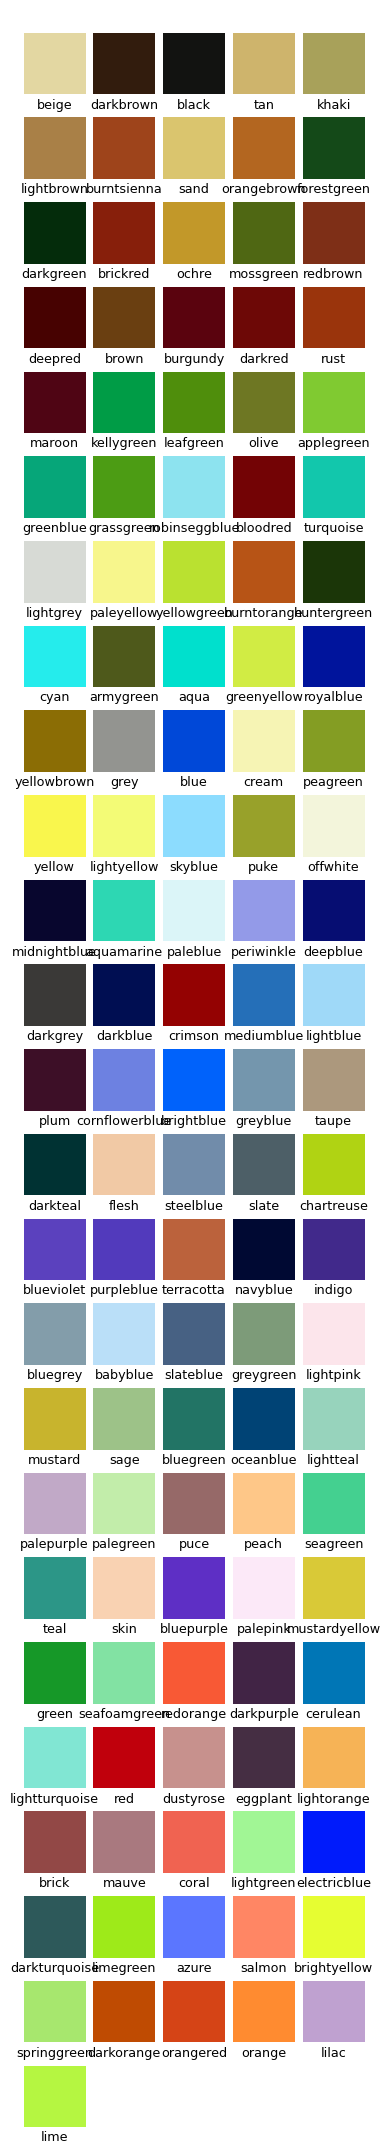 beige darkbrown black tan khaki
lightbrown burntsienna sand orangebrown forestgreen
darkgreen brickred ochre mossgreen redbrown
deepred brown burgundy darkred rust
maroon kellygreen leafgreen olive applegreen
greenblue grassgreen robinseggblue bloodred turquoise
lightgrey paleyellow yellowgreen burntorange huntergreen
cyan armygreen aqua greenyellow royalblue
yellowbrown grey blue cream peagreen
yellow lightyellow skyblue puke offwhite
midnightblue aquamarine paleblue periwinkle deepblue
darkgrey darkblue crimson mediumblue lightblue
plum cornflowerblue brightblue greyblue taupe
darkteal flesh steelblue slate chartreuse
blueviolet purpleblue terracotta navyblue indigo
bluegrey babyblue slateblue greygreen lightpink
mustard sage bluegreen oceanblue lightteal
palepurple palegreen puce peach seagreen
teal skin bluepurple palepink mustardyellow
green seafoamgreen redorange darkpurple cerulean
lightturquoise red dustyrose eggplant lightorange
brick mauve coral lightgreen electricblue
darkturquoise limegreen azure salmon brightyellow
springgreen darkorange orangered orange lilac
lime